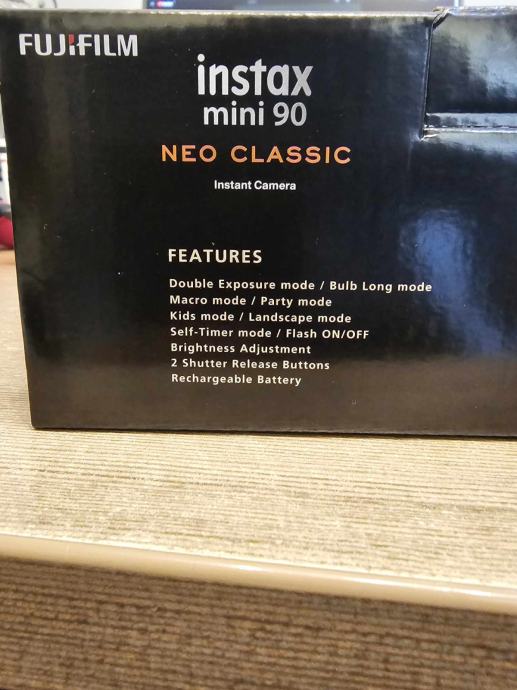 FUJIFILM
instax
mini 90
NEO CLASSIC
Instant Camera
FEATURES
Double Exposure mode / Bulb Long mode
Macro mode / Party mode
Kids mode / Landscape mode
Self-Timer mode / Flash ON/OFF
Brightness Adjustment
2 Shutter Release Buttons
Rechargeable Battery